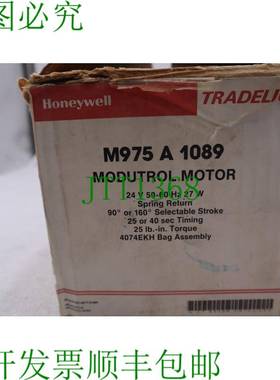 图必究!
Honeywell
TRADELI
M975 A 1089
MODUTROL MOTOR
JTD1368
24 V 50-60 Hz 27 W
Spring Return
90° or 160° Selectable Stroke
25 or 40 sec Timing
25 lb.-in. Torque
4074EKH Bag Assembly
开发票顺丰包邮